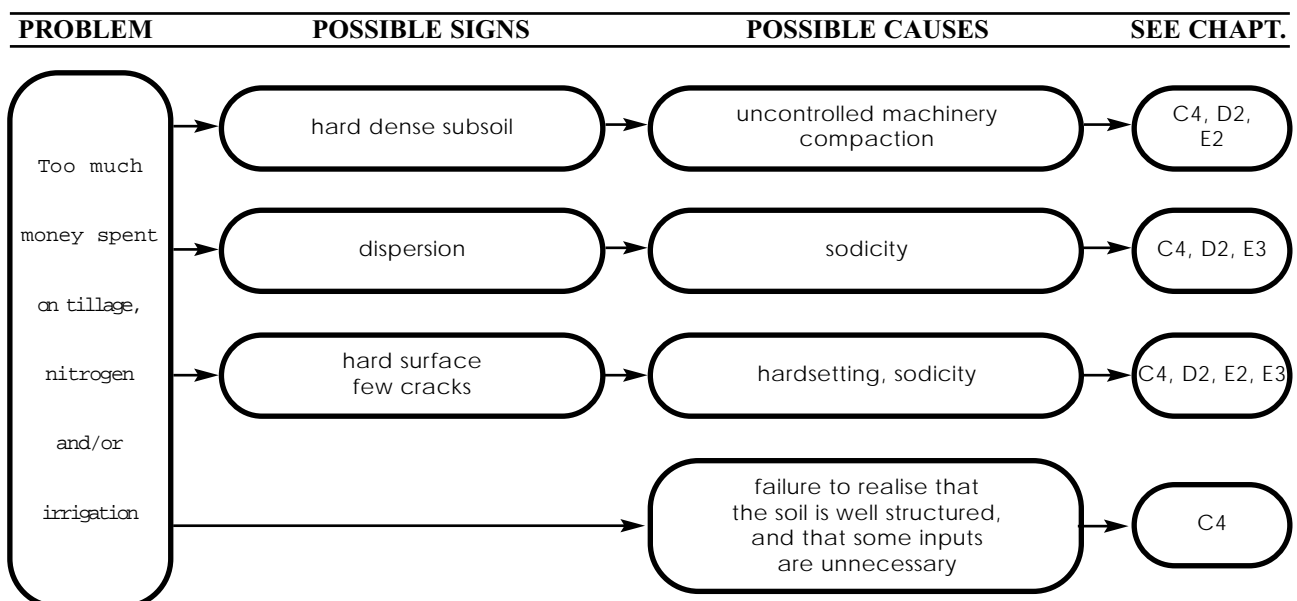 PROBLEM POSSIBLE SIGNS POSSIBLE CAUSES SEE CHAPT.
Too much
money spent
on tillage,
nitrogen
and/or
irrigation
hard dense subsoil
uncontrolled machinery
compaction
C4, D2,
E2
dispersion
sodicity
C4, D2, E3
hard surface
few cracks
hardsetting, sodicity
C4, D2, E2, E3
failure to realise that
the soil is well structured,
and that some inputs
are unnecessary
C4